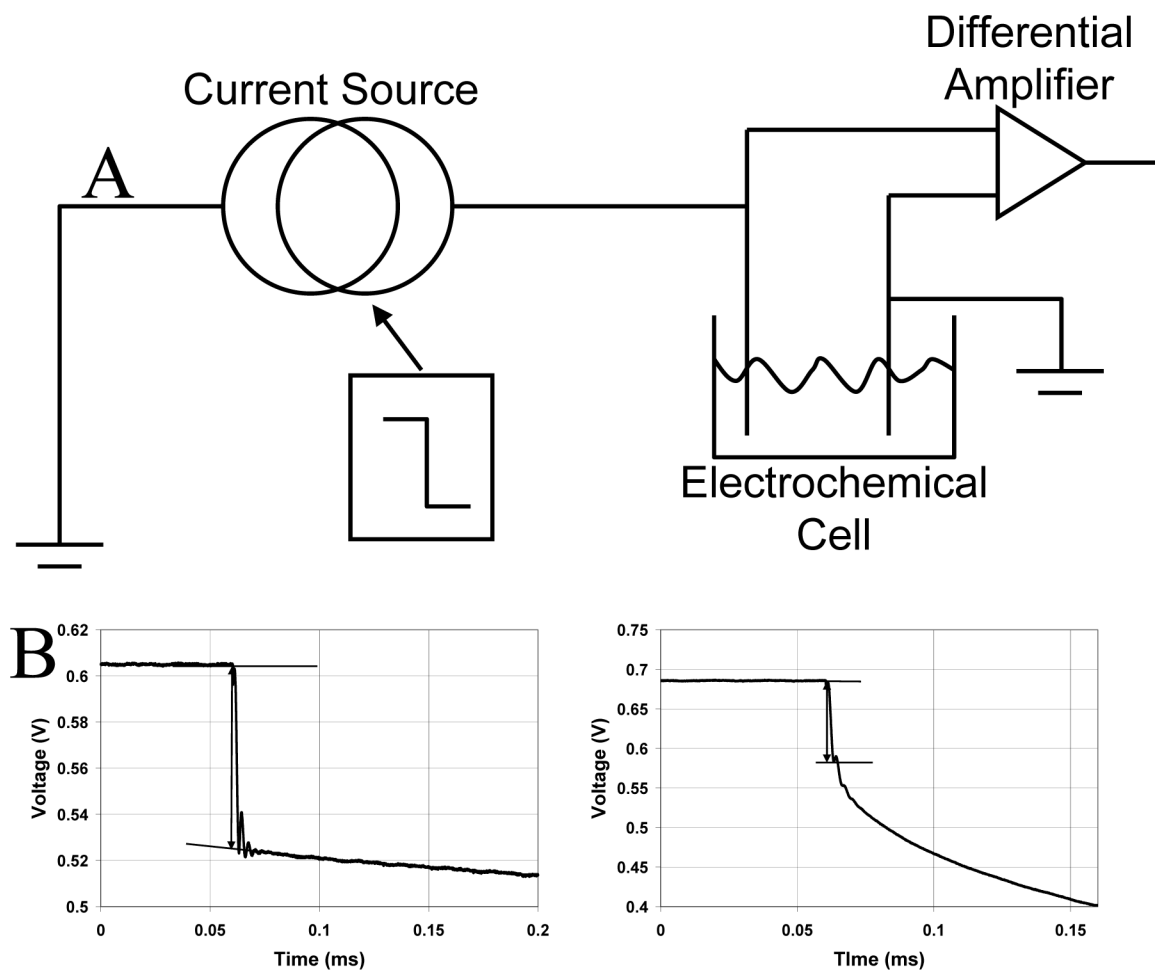 Differential
Amplifier
Current Source
A
Electrochemical
Cell
B
0.62
0.6
0.58
0.56
0.54
0.52
0.5
Voltage (V)
0
0.05
0.1
0.15
0.2
Time (ms)
0.75
0.7
0.65
0.6
0.55
0.5
0.45
0.4
Voltage (V)
0
0.05
0.1
0.15
TIme (ms)